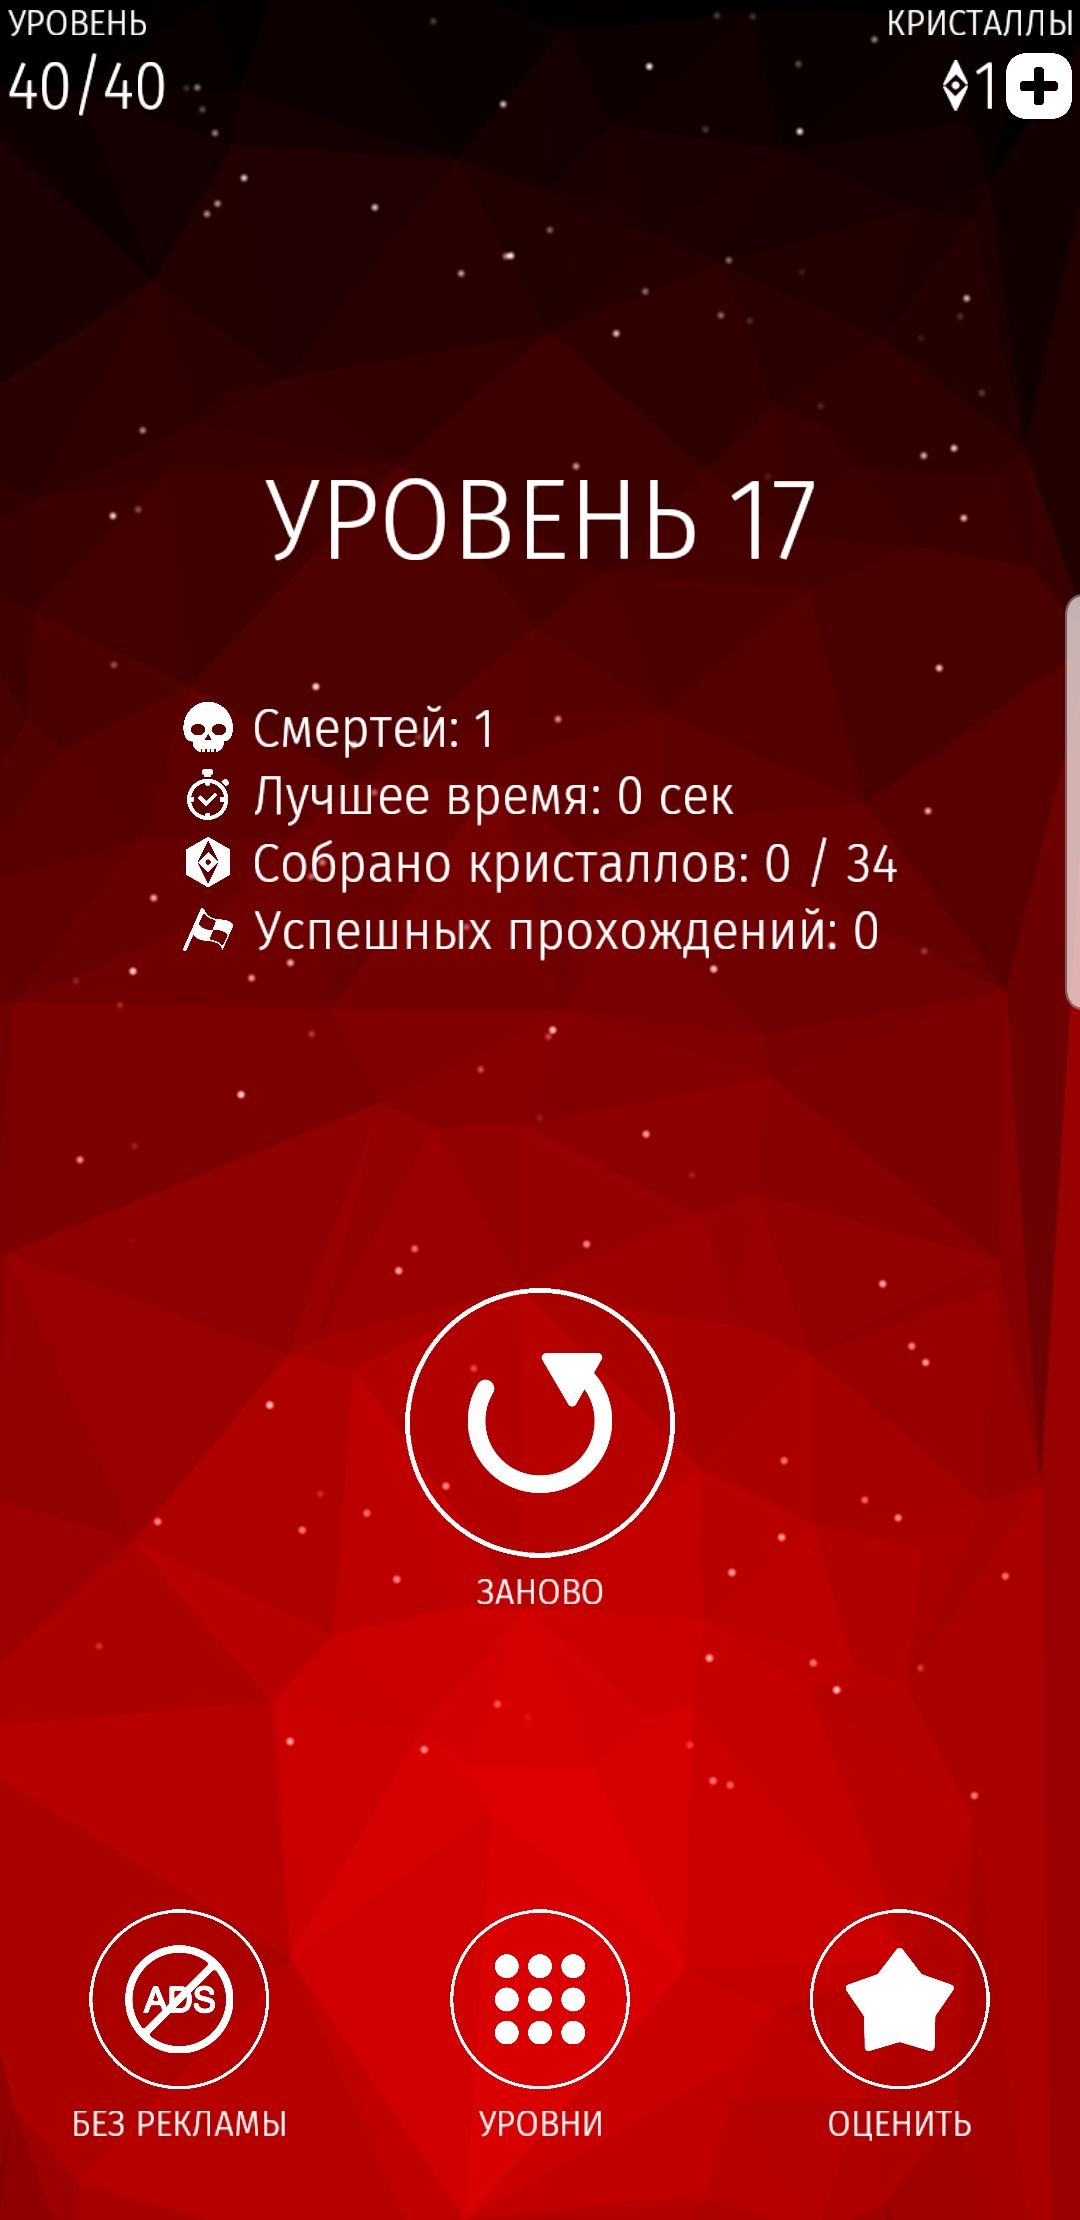 УРОВЕНЬ
КРИСТАЛЛЫ
40/40
1
УРОВЕНЬ 17
Смертей: 1
Лучшее время: 0 сек
Собрано кристаллов: 0 / 34
Успешных прохождений: 0
ЗАНОВО
ADS
БЕЗ РЕКЛАМЫ
УРОВНИ
ОЦЕНИТЬ